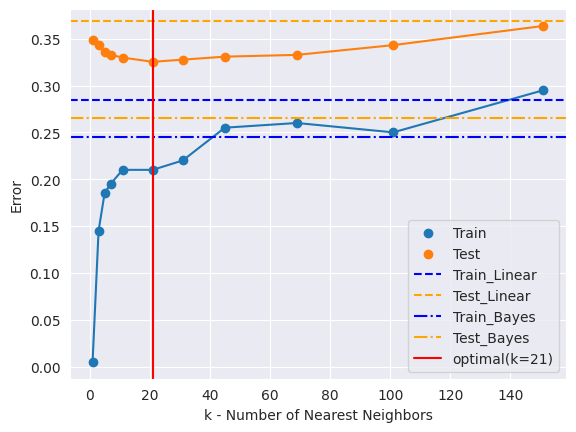 0.35
0.30
0.25
0.20
0.15
0.10
0.05
0.00
Error
0
20
40
60
80
100
120
140
k - Number of Nearest Neighbors
Train
Test
Train_Linear
Test_Linear
Train_Bayes
Test_Bayes
optimal(k=21)